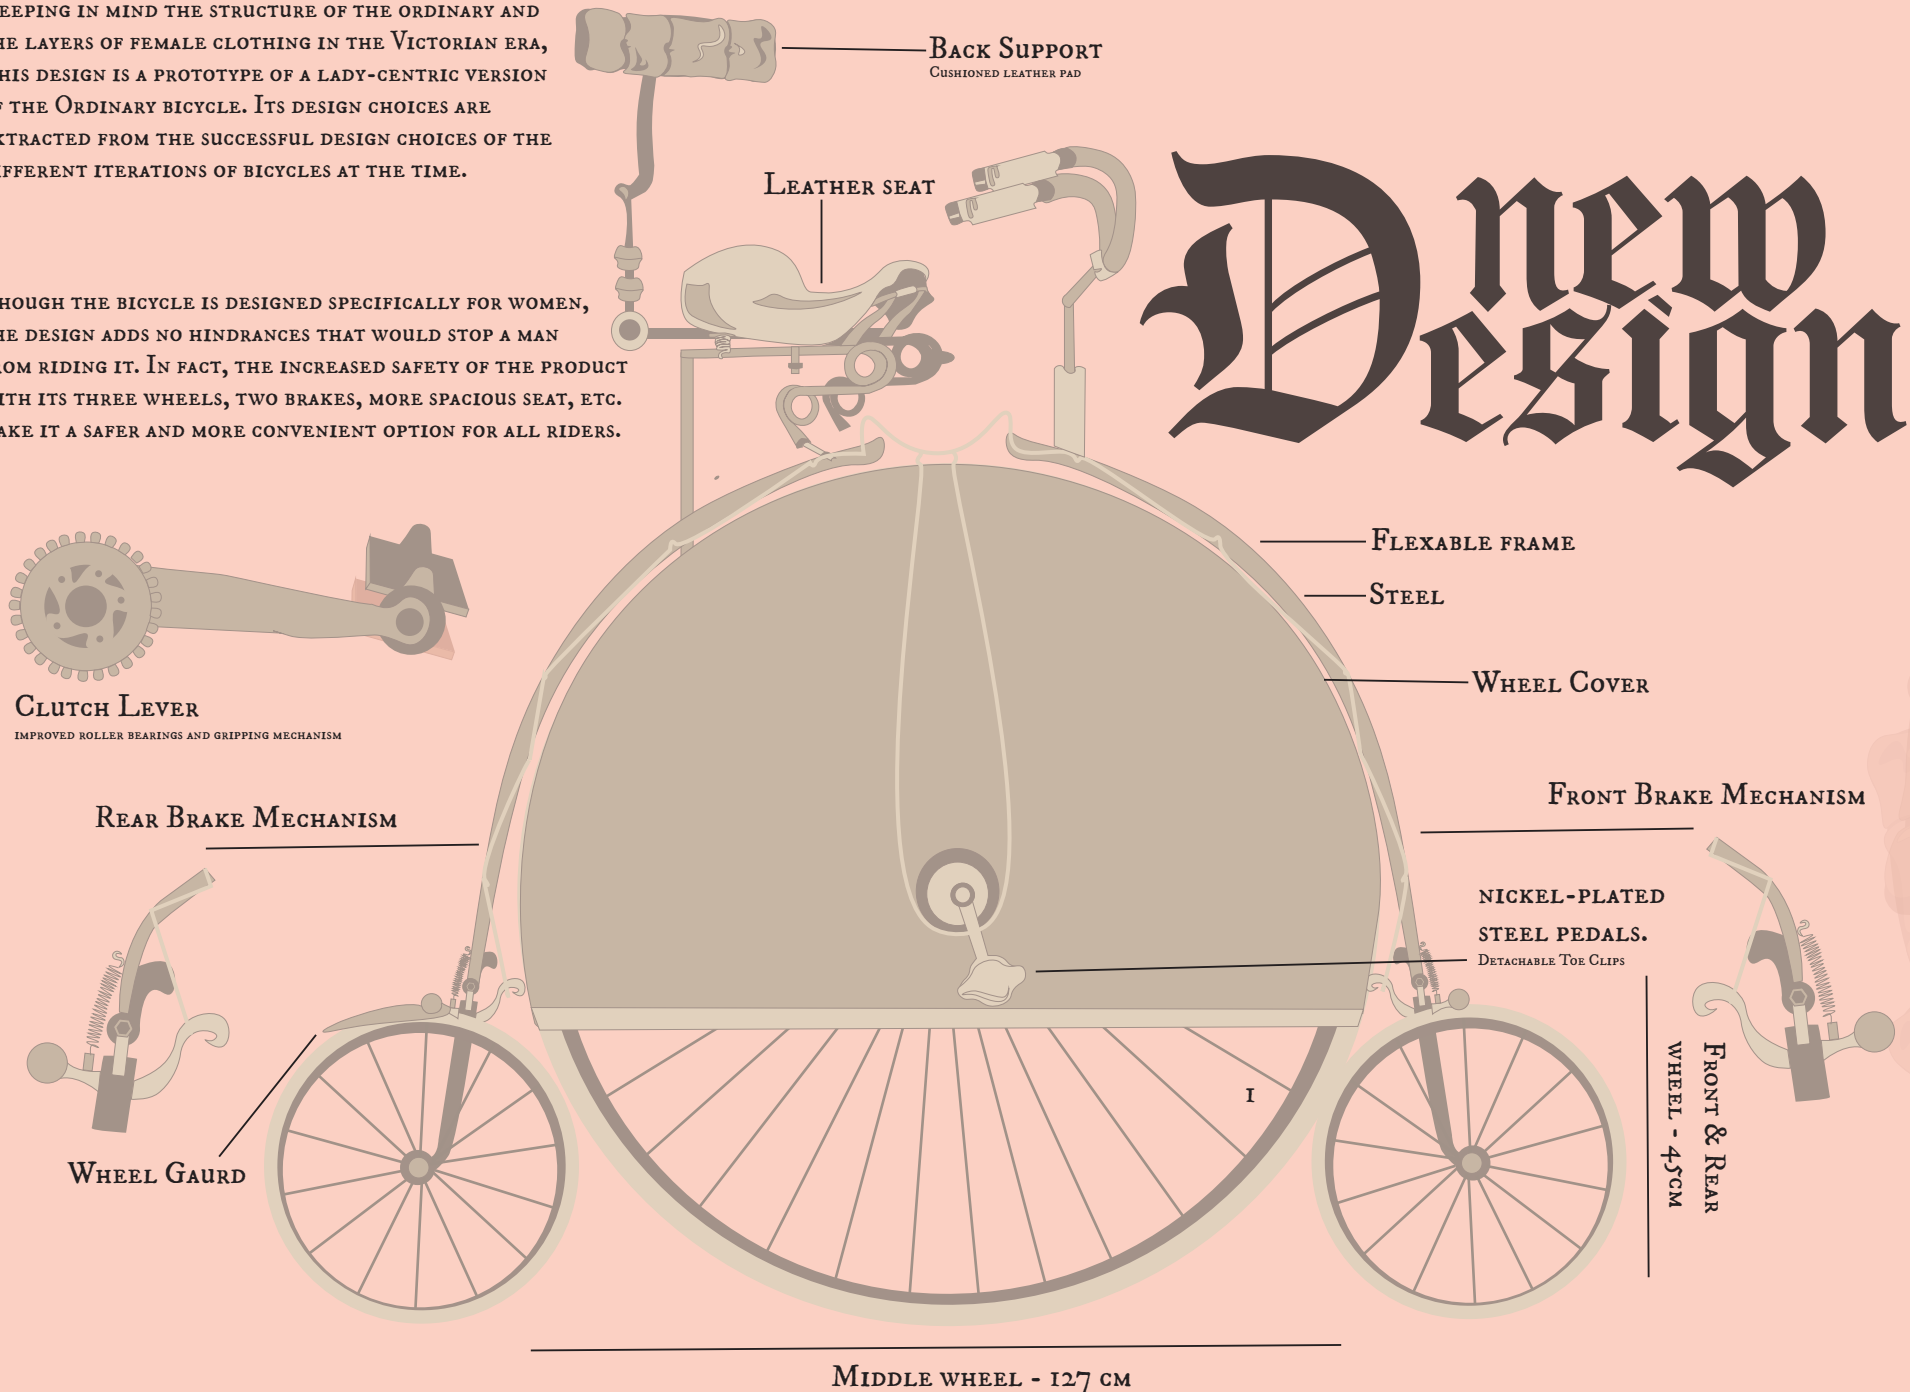 EEPING IN MIND THE STRUCTURE OF THE ORDINARY AND
HE LAYERS OF FEMALE CLOTHING IN THE VICTORIAN ERA,
HIS DESIGN IS A PROTOTYPE OF A LADY-CENTRIC VERSION
F THE ORDINARY BICYCLE. ITS DESIGN CHOICES ARE
XTRACTED FROM THE SUCCESSFUL DESIGN CHOICES OF THE
IFFERENT ITERATIONS OF BICYCLES AT THE TIME.
BACK SUPPORT
CUSHIONED LEATHER PAD
LEATHER SEAT
new
Design
HOUGH THE BICYCLE IS DESIGNED SPECIFICALLY FOR WOMEN,
HE DESIGN ADDS NO HINDRANCES THAT WOULD STOP A MAN
OM RIDING IT. IN FACT, THE INCREASED SAFETY OF THE PRODUCT
ITH ITS THREE WHEELS, TWO BRAKES, MORE SPACIOUS SEAT, ETC.
AKE IT A SAFER AND MORE CONVENIENT OPTION FOR ALL RIDERS.
FLEXABLE FRAME
STEEL
WHEEL COVER
CLUTCH LEVER
IMPROVED ROLLER BEARINGS AND GRIPPING MECHANISM
REAR BRAKE MECHANISM
FRONT BRAKE MECHANISM
NICKEL-PLATED
STEEL PEDALS.
DETACHABLE TOE CLIPS
1
WHEEL GAURD
FRONT & REAR
WHEEL - 45CM
MIDDLE WHEEL - 127 CM